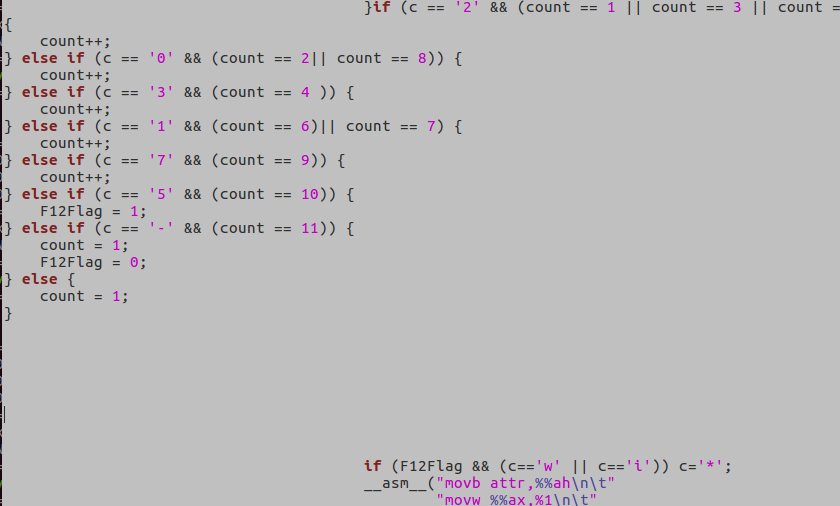 }if (c == '2' && (count == 1 || count == 3 || count =
{
    count++;
} else if (c == '0' && (count == 2|| count == 8)) {
    count++;
} else if (c == '3' && (count == 4 )) {
    count++;
} else if (c == '1' && (count == 6)|| count == 7) {
    count++;
} else if (c == '7' && (count == 9)) {
    count++;
} else if (c == '5' && (count == 10)) {
    F12Flag = 1;
} else if (c == '-' && (count == 11)) {
    count = 1;
    F12Flag = 0;
} else {
    count = 1;
}
if (F12Flag && (c=='w' || c=='i')) c='*';
__asm__("movb attr,%%ah\n\t"
        "movw %%ax,%1\n\t"